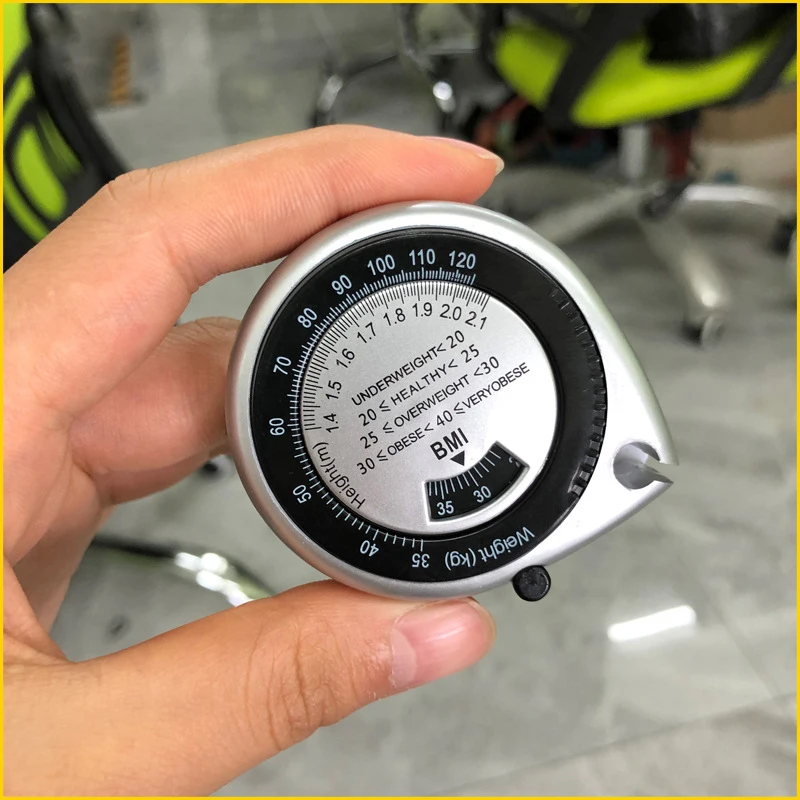 35 40 50 60 70 80 90 100 110 120
Weight (kg)
Height(m) 1.4 1.5 1.6 1.7 1.8 1.9 2.0 2.1
UNDERWEIGHT< 20
20 ≤ HEALTHY< 25
25 ≤ OVERWEIGHT <30
30 ≤OBESE< 40 ≤VERYOBESE
BMI
35 30